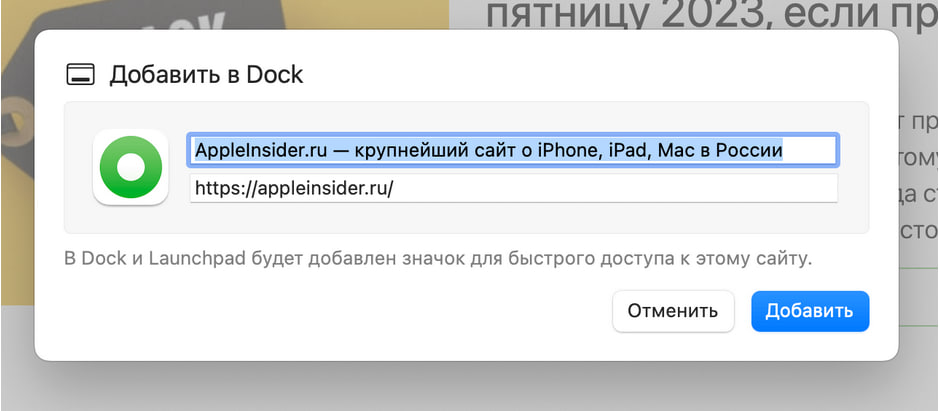 пятницу 2023, если пр
Добавить в Dock
AppleInsider.ru — крупнейший сайт о iPhone, iPad, Mac в России
https://appleinsider.ru/
В Dock и Launchpad будет добавлен значок для быстрого доступа к этому сайту.
Отменить
Добавить